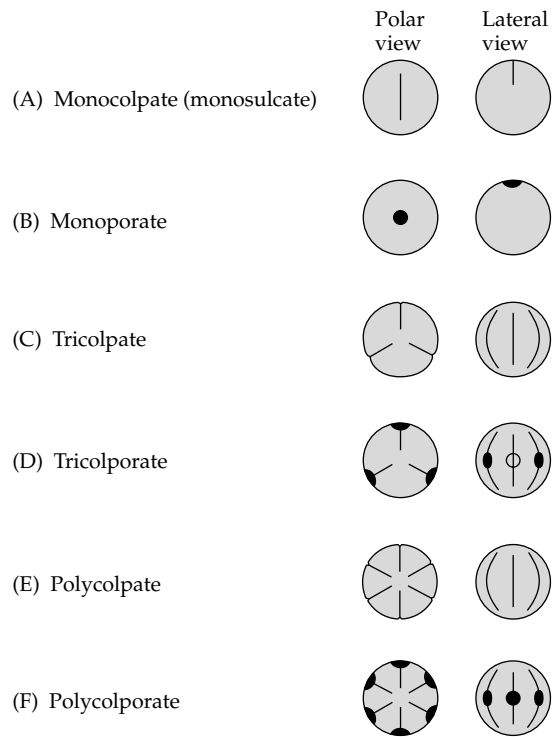 Polar Lateral
view view
(A) Monocolpate (monosulcate)
(B) Monoporate
(C) Tricolpate
(D) Tricolporate
(E) Polycolpate
(F) Polycolporate